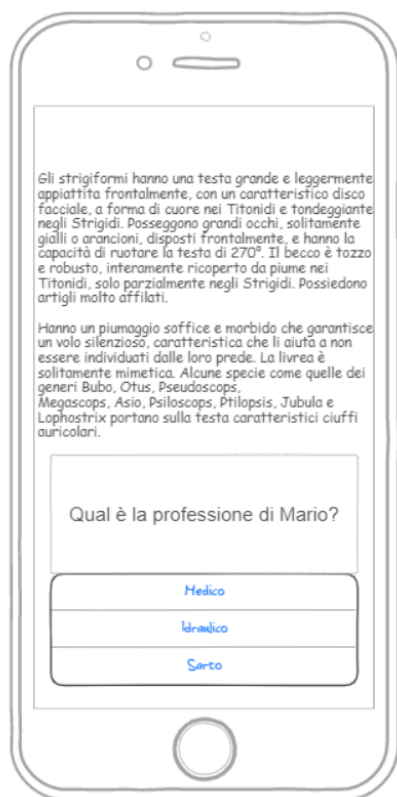 Gli strigiformi hanno una testa grande e leggermente
appiattita frontalmente, con un caratteristico disco
facciale, a forma di cuore nei Titonidi e tondeggiante
negli Strigidi. Posseggono grandi occhi, solitamente
gialli o arancioni, disposti frontalmente, e hanno la
capacità di ruotare la testa di 270°. Il becco è tozzo
e robusto, interamente ricoperto da piume nei
Titonidi, solo parzialmente negli Strigidi. Possiedono
artigli molto affilati.
Hanno un piumaggio soffice e morbido che garantisce
un volo silenzioso, caratteristica che li aiuta a non
essere individuati dalle loro prede. La livrea è
solitamente mimetica. Alcune specie come quelle dei
generi Bubo, Otus, Pseudoscops,
Megascops, Asio, Psiloscops, Ptilopsis, Jubula e
Lophostrix portano sulla testa caratteristici ciuffi
auricolari.
Qual è la professione di Mario?
Medico
Idraulico
Sarto